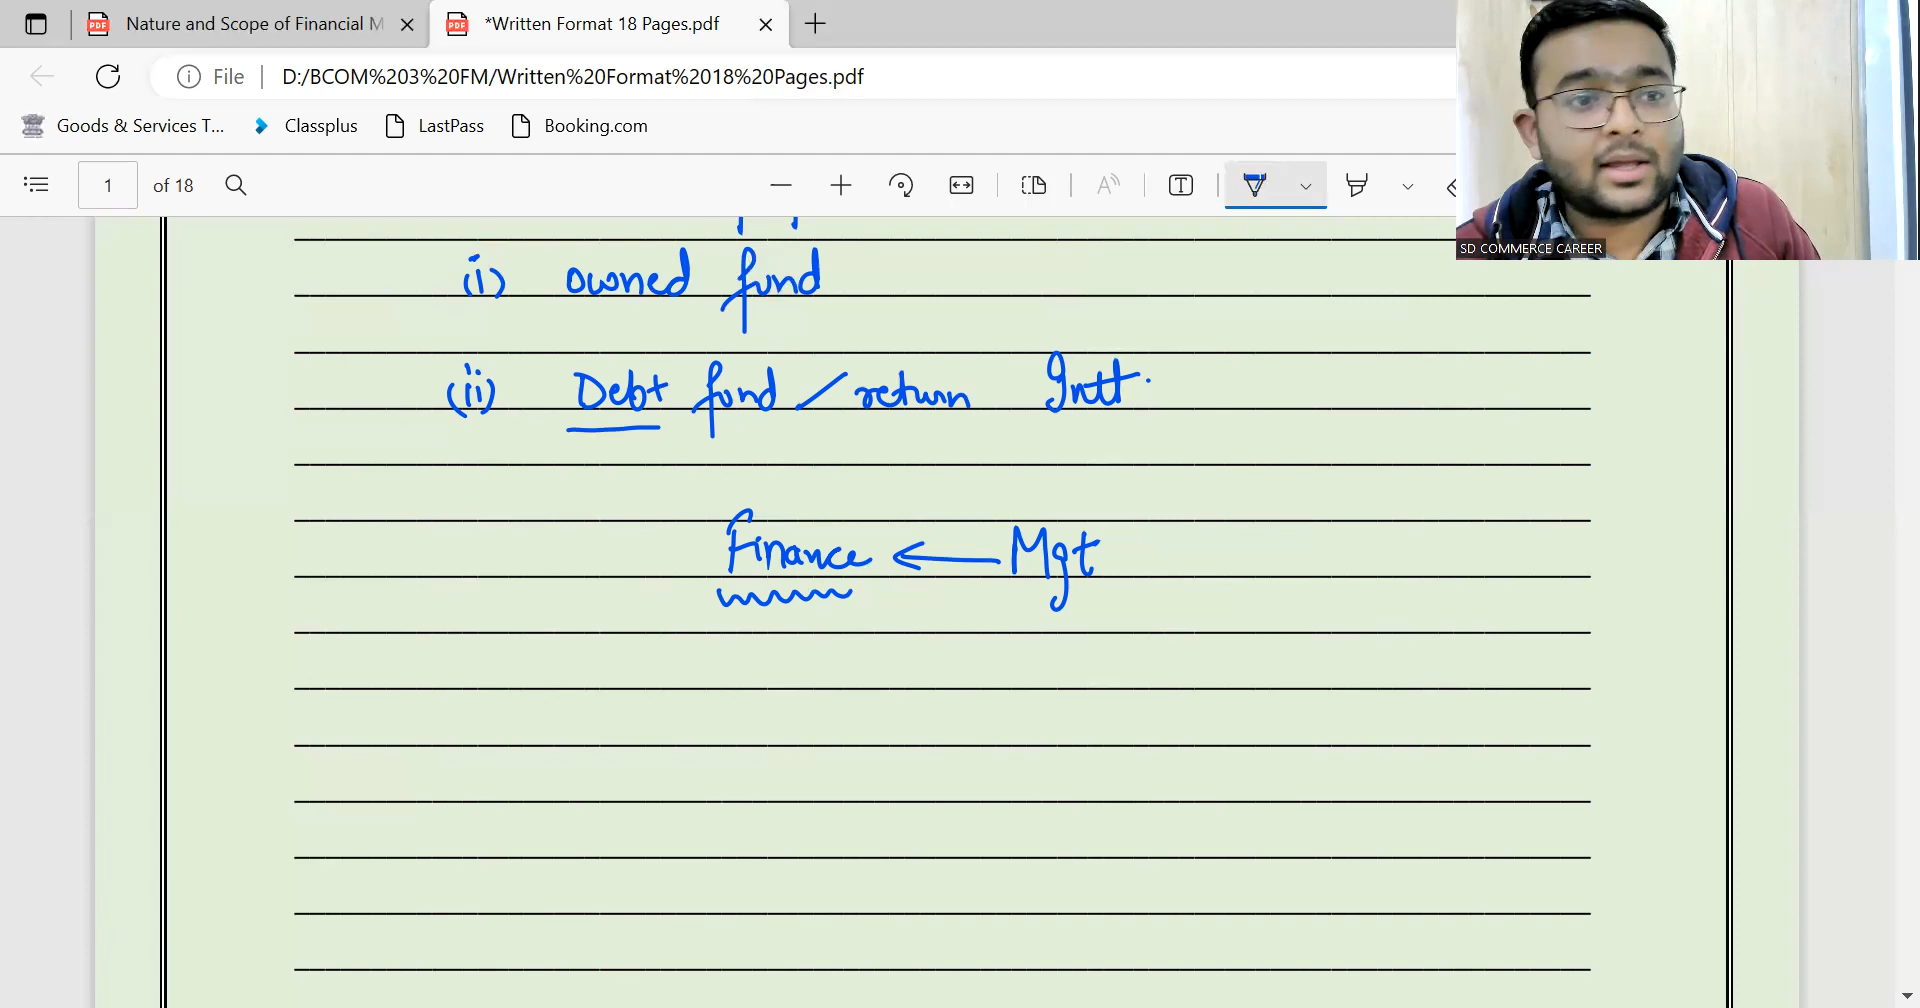 Nature and Scope of Financial M
*Written Format 18 Pages.pdf
File
D:/BCOM%203%20FM/Written%20Format%2018%20Pages.pdf
Goods & Services T...
Classplus
LastPass
Booking.com
1 of 18
SD COMMERCE CAREER
(i) owned fund
(ii) Debt fund / return Intt.
Finance ← Mgt